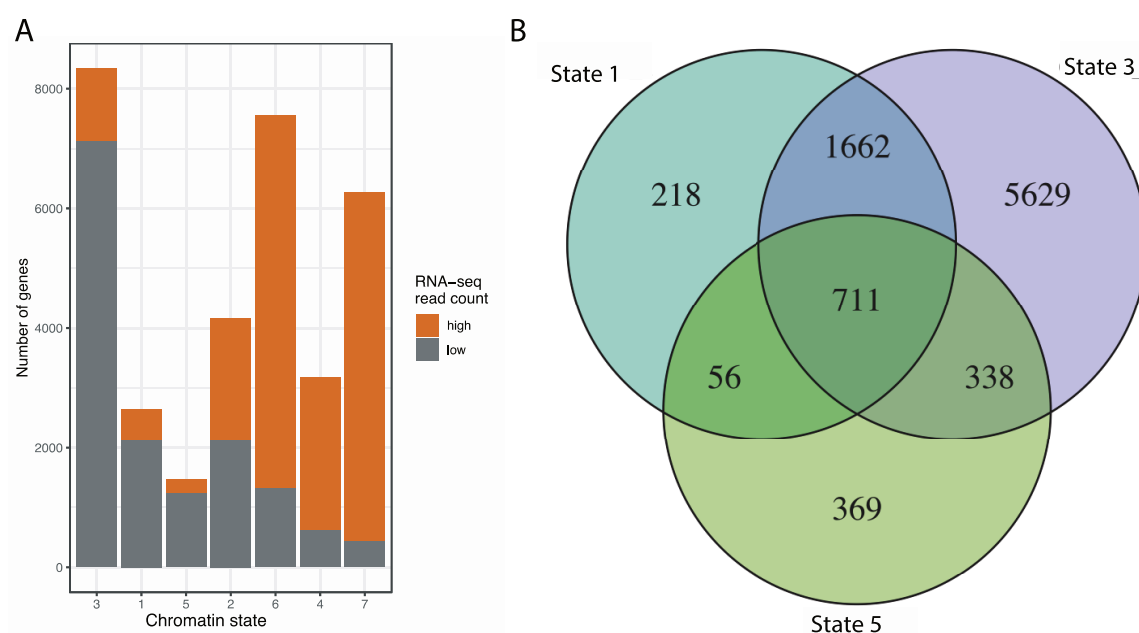 A
B
8000
6000
4000
2000
0
Number of genes
3 1 5 2 6 4 7
Chromatin state
RNA−seq
read count
high
low
State 1
State 3
1662
218
5629
711
56
338
369
State 5